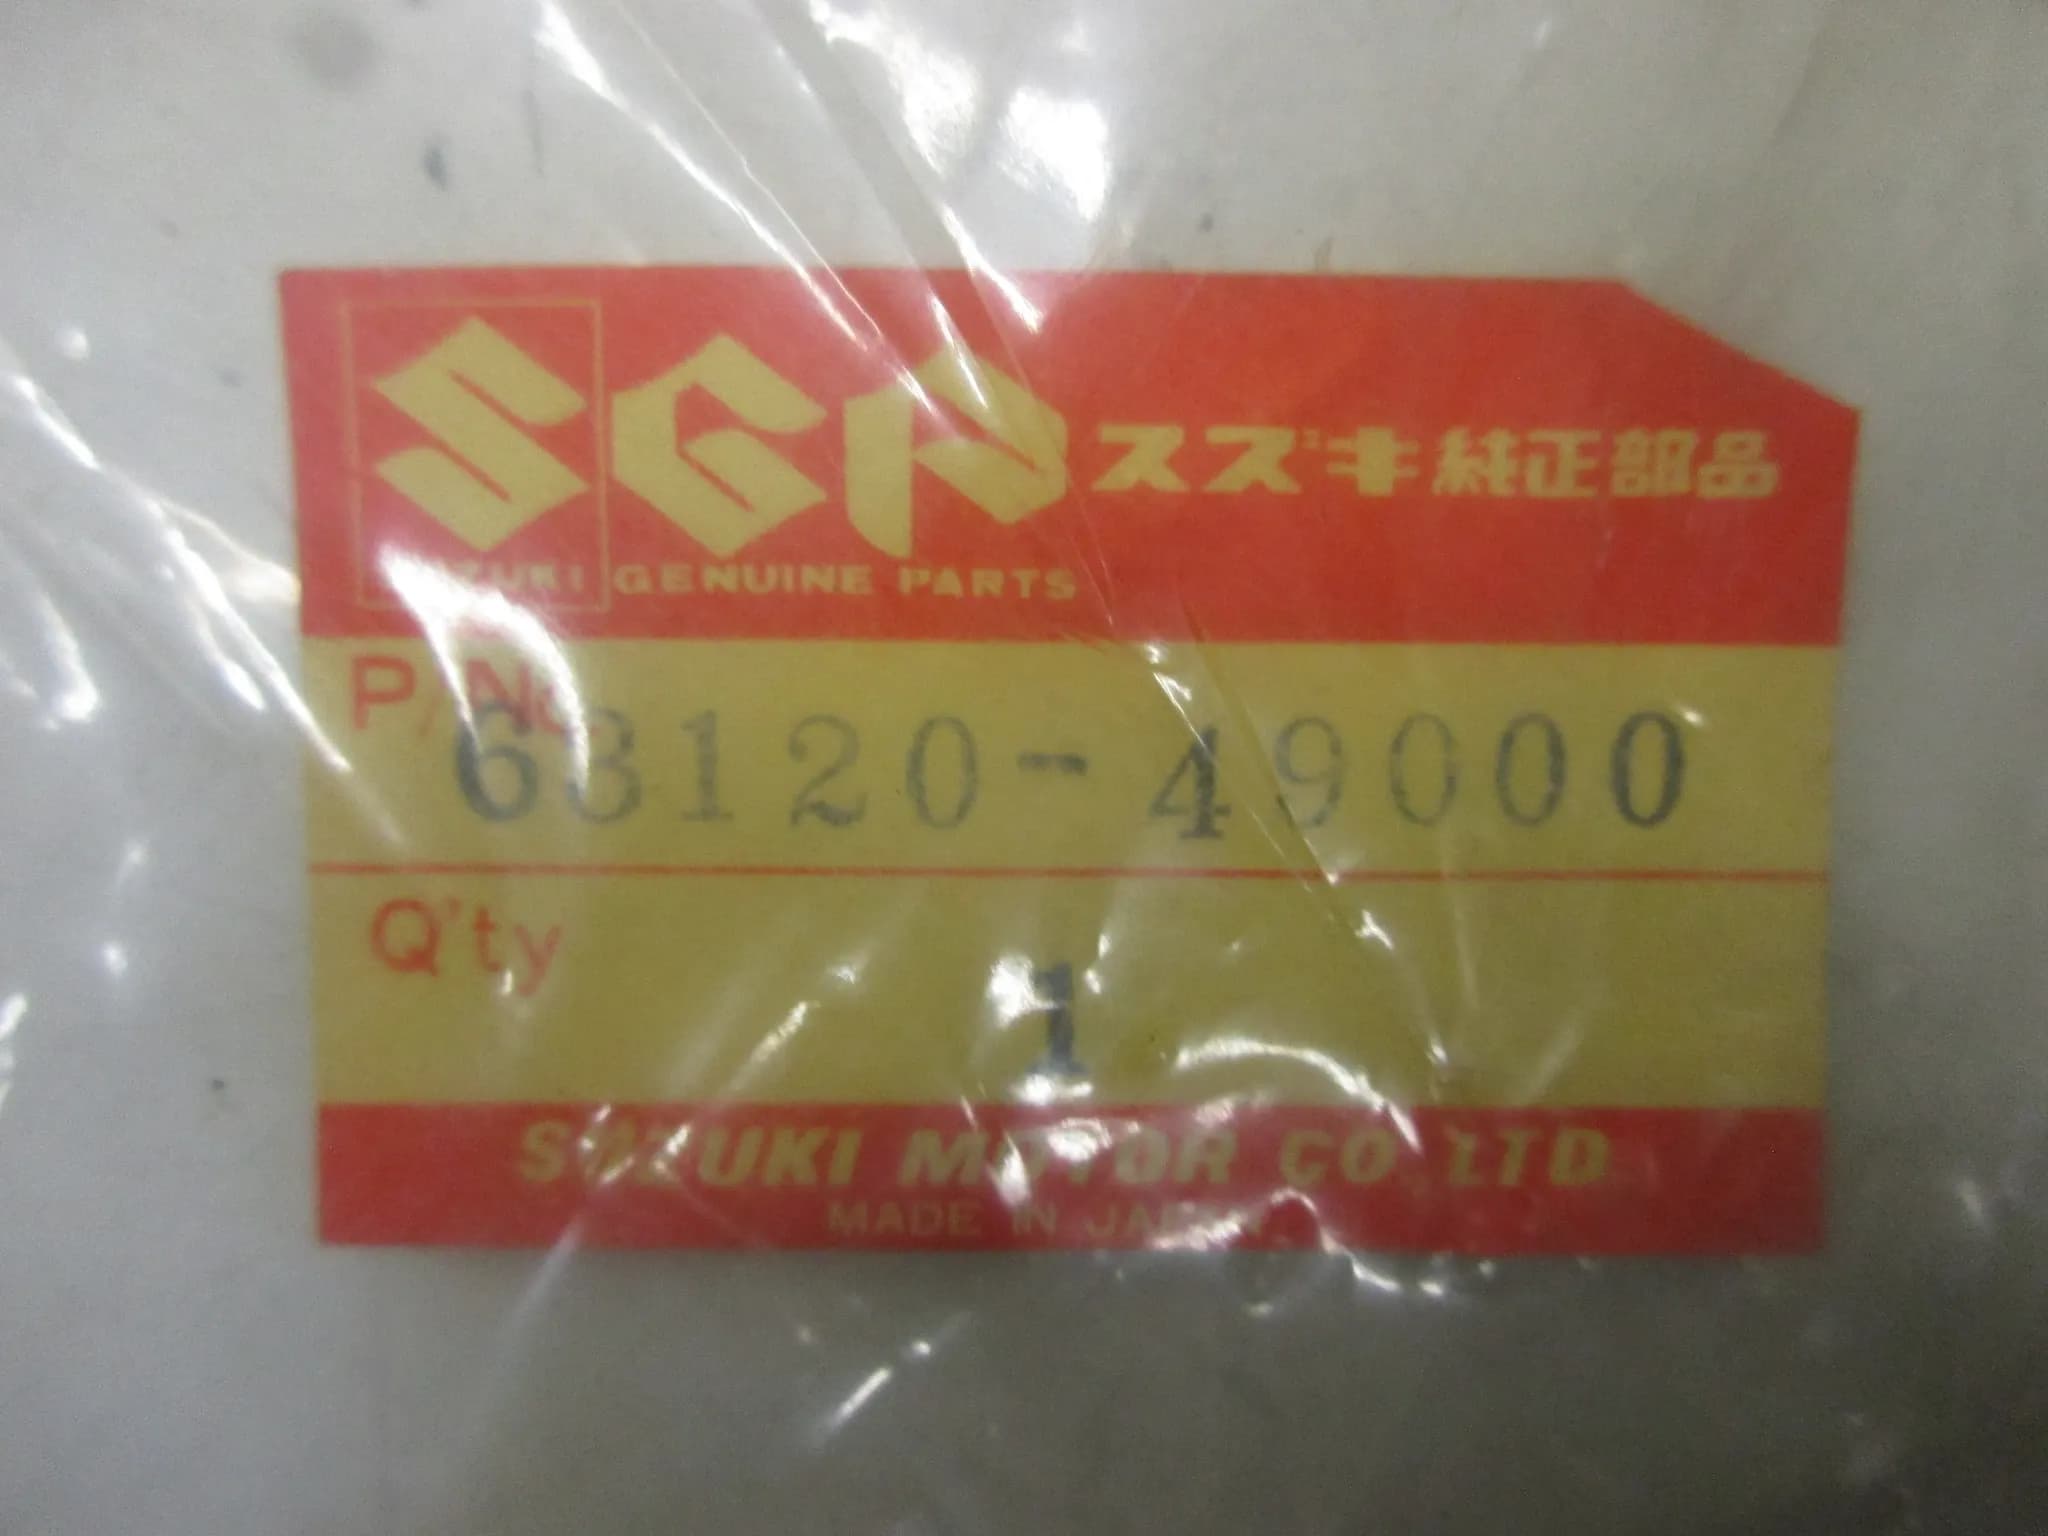 SGP スズキ純正部品
SUZUKI GENUINE PARTS
P/No.
63120-49000
Q'ty
1
SUZUKI MOTOR CO. LTD
MADE IN JAPAN